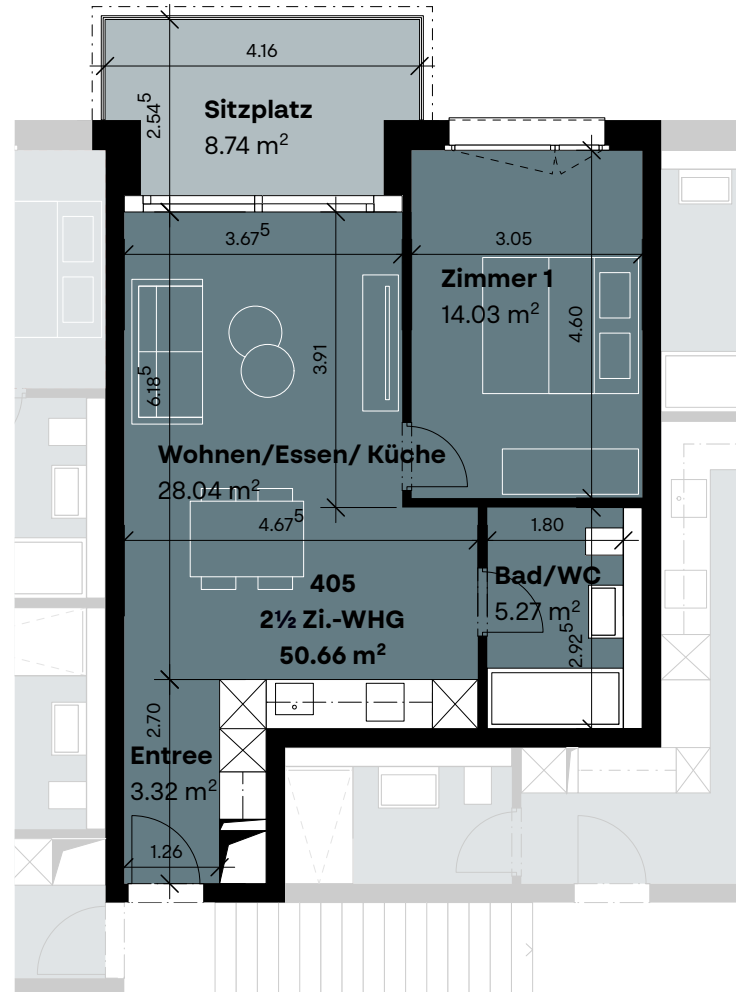 4.16
2.54⁵
Sitzplatz
8.74 m²
3.67⁵
3.05
Zimmer 1
14.03 m²
4.60
3.91
6.18⁵
Wohnen/Essen/ Küche
28.04 m²
4.67⁵
1.80
405
2½ Zi.-WHG
50.66 m²
Bad/WC
5.27 m²
2.92⁵
2.70
Entree
3.32 m²
1.26